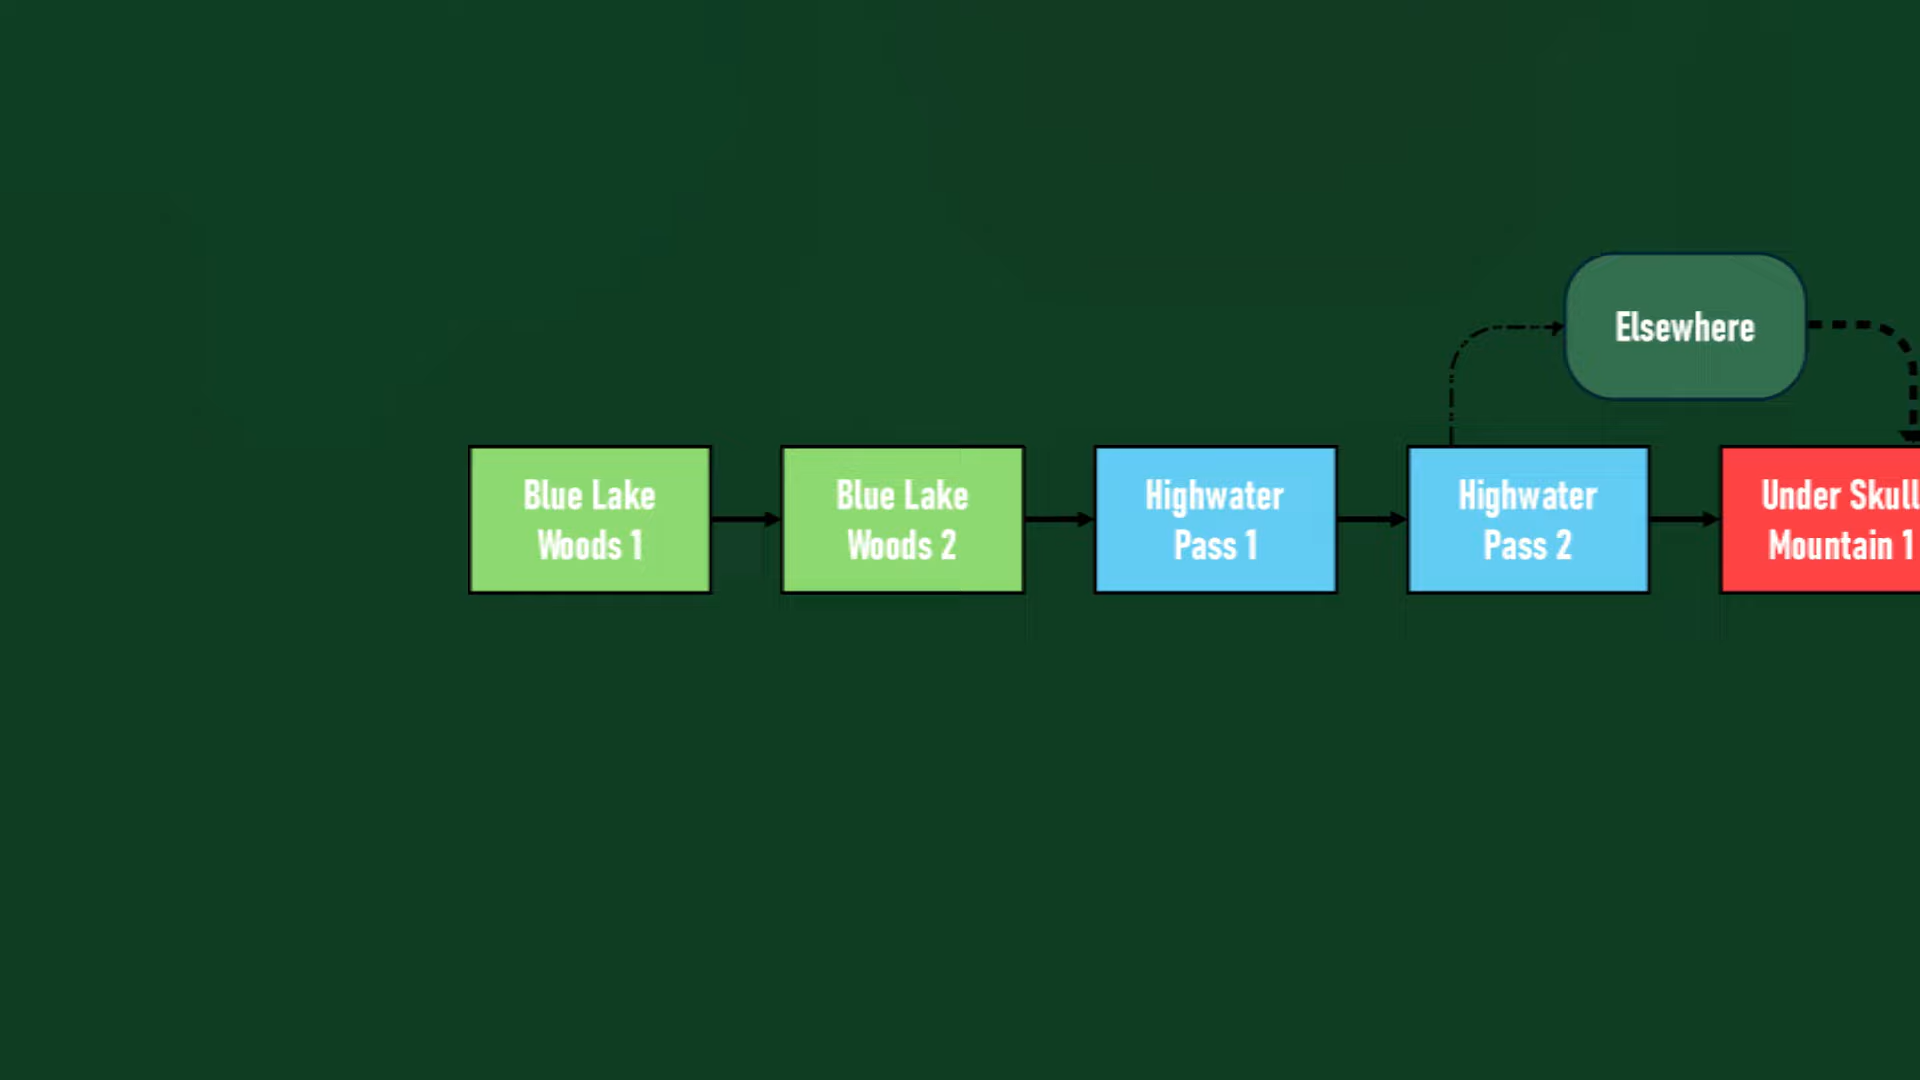 Elsewhere
Blue Lake
Woods 1
Blue Lake
Woods 2
Highwater
Pass 1
Highwater
Pass 2
Under Skull
Mountain 1